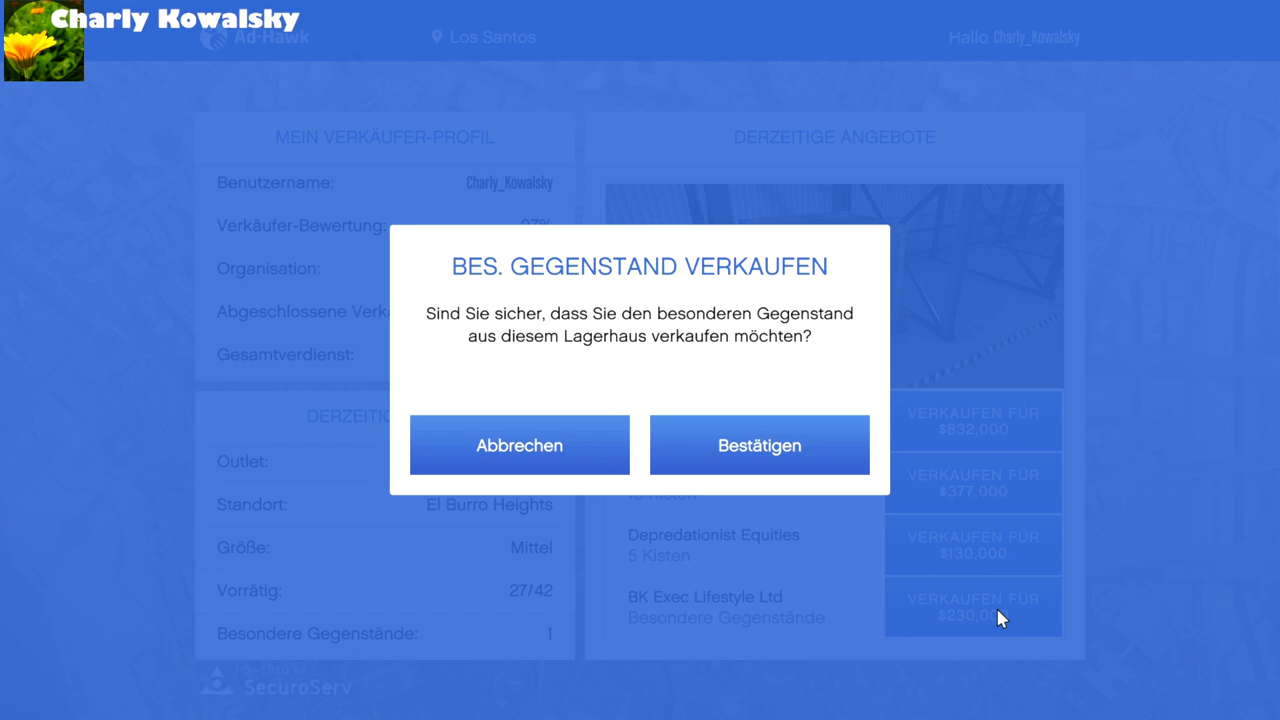 Charly Kowalsky
Ad-Hawk
Los Santos
Hallo Charly_Kowalsky
MEIN VERKÄUFER-PROFIL
Benutzername: Charly_Kowalsky
Verkäufer-Bewertung: 97%
Organisation:
Abgeschlossene Verk
Gesamtverdienst:
DERZEITIGE ANGEBOTE
BES. GEGENSTAND VERKAUFEN
Sind Sie sicher, dass Sie den besonderen Gegenstand
aus diesem Lagerhaus verkaufen möchten?
Abbrechen
Bestätigen
Outlet:
Standort: El Burro Heights
Größe: Mittel
Vorrätig: 27/42
Besondere Gegenstände: 1
VERKAUFEN FÜR
$832,000
Kisten
VERKAUFEN FÜR
$377,000
Depredationist Equities
5 Kisten
VERKAUFEN FÜR
$130,000
BK Exec Lifestyle Ltd
Besondere Gegenstände
VERKAUFEN FÜR
SecuroServ